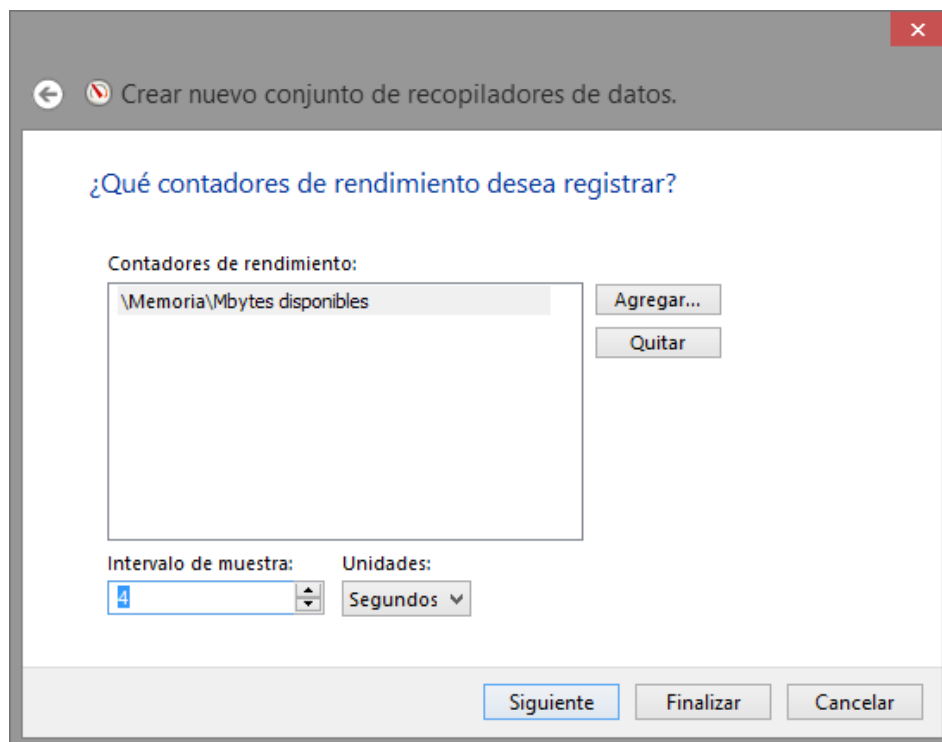 Crear nuevo conjunto de recopiladores de datos.
¿Qué contadores de rendimiento desea registrar?
Contadores de rendimiento:
\Memoria\Mbytes disponibles
Agregar...
Quitar
Intervalo de muestra: Unidades:
4 Segundos
Siguiente Finalizar Cancelar